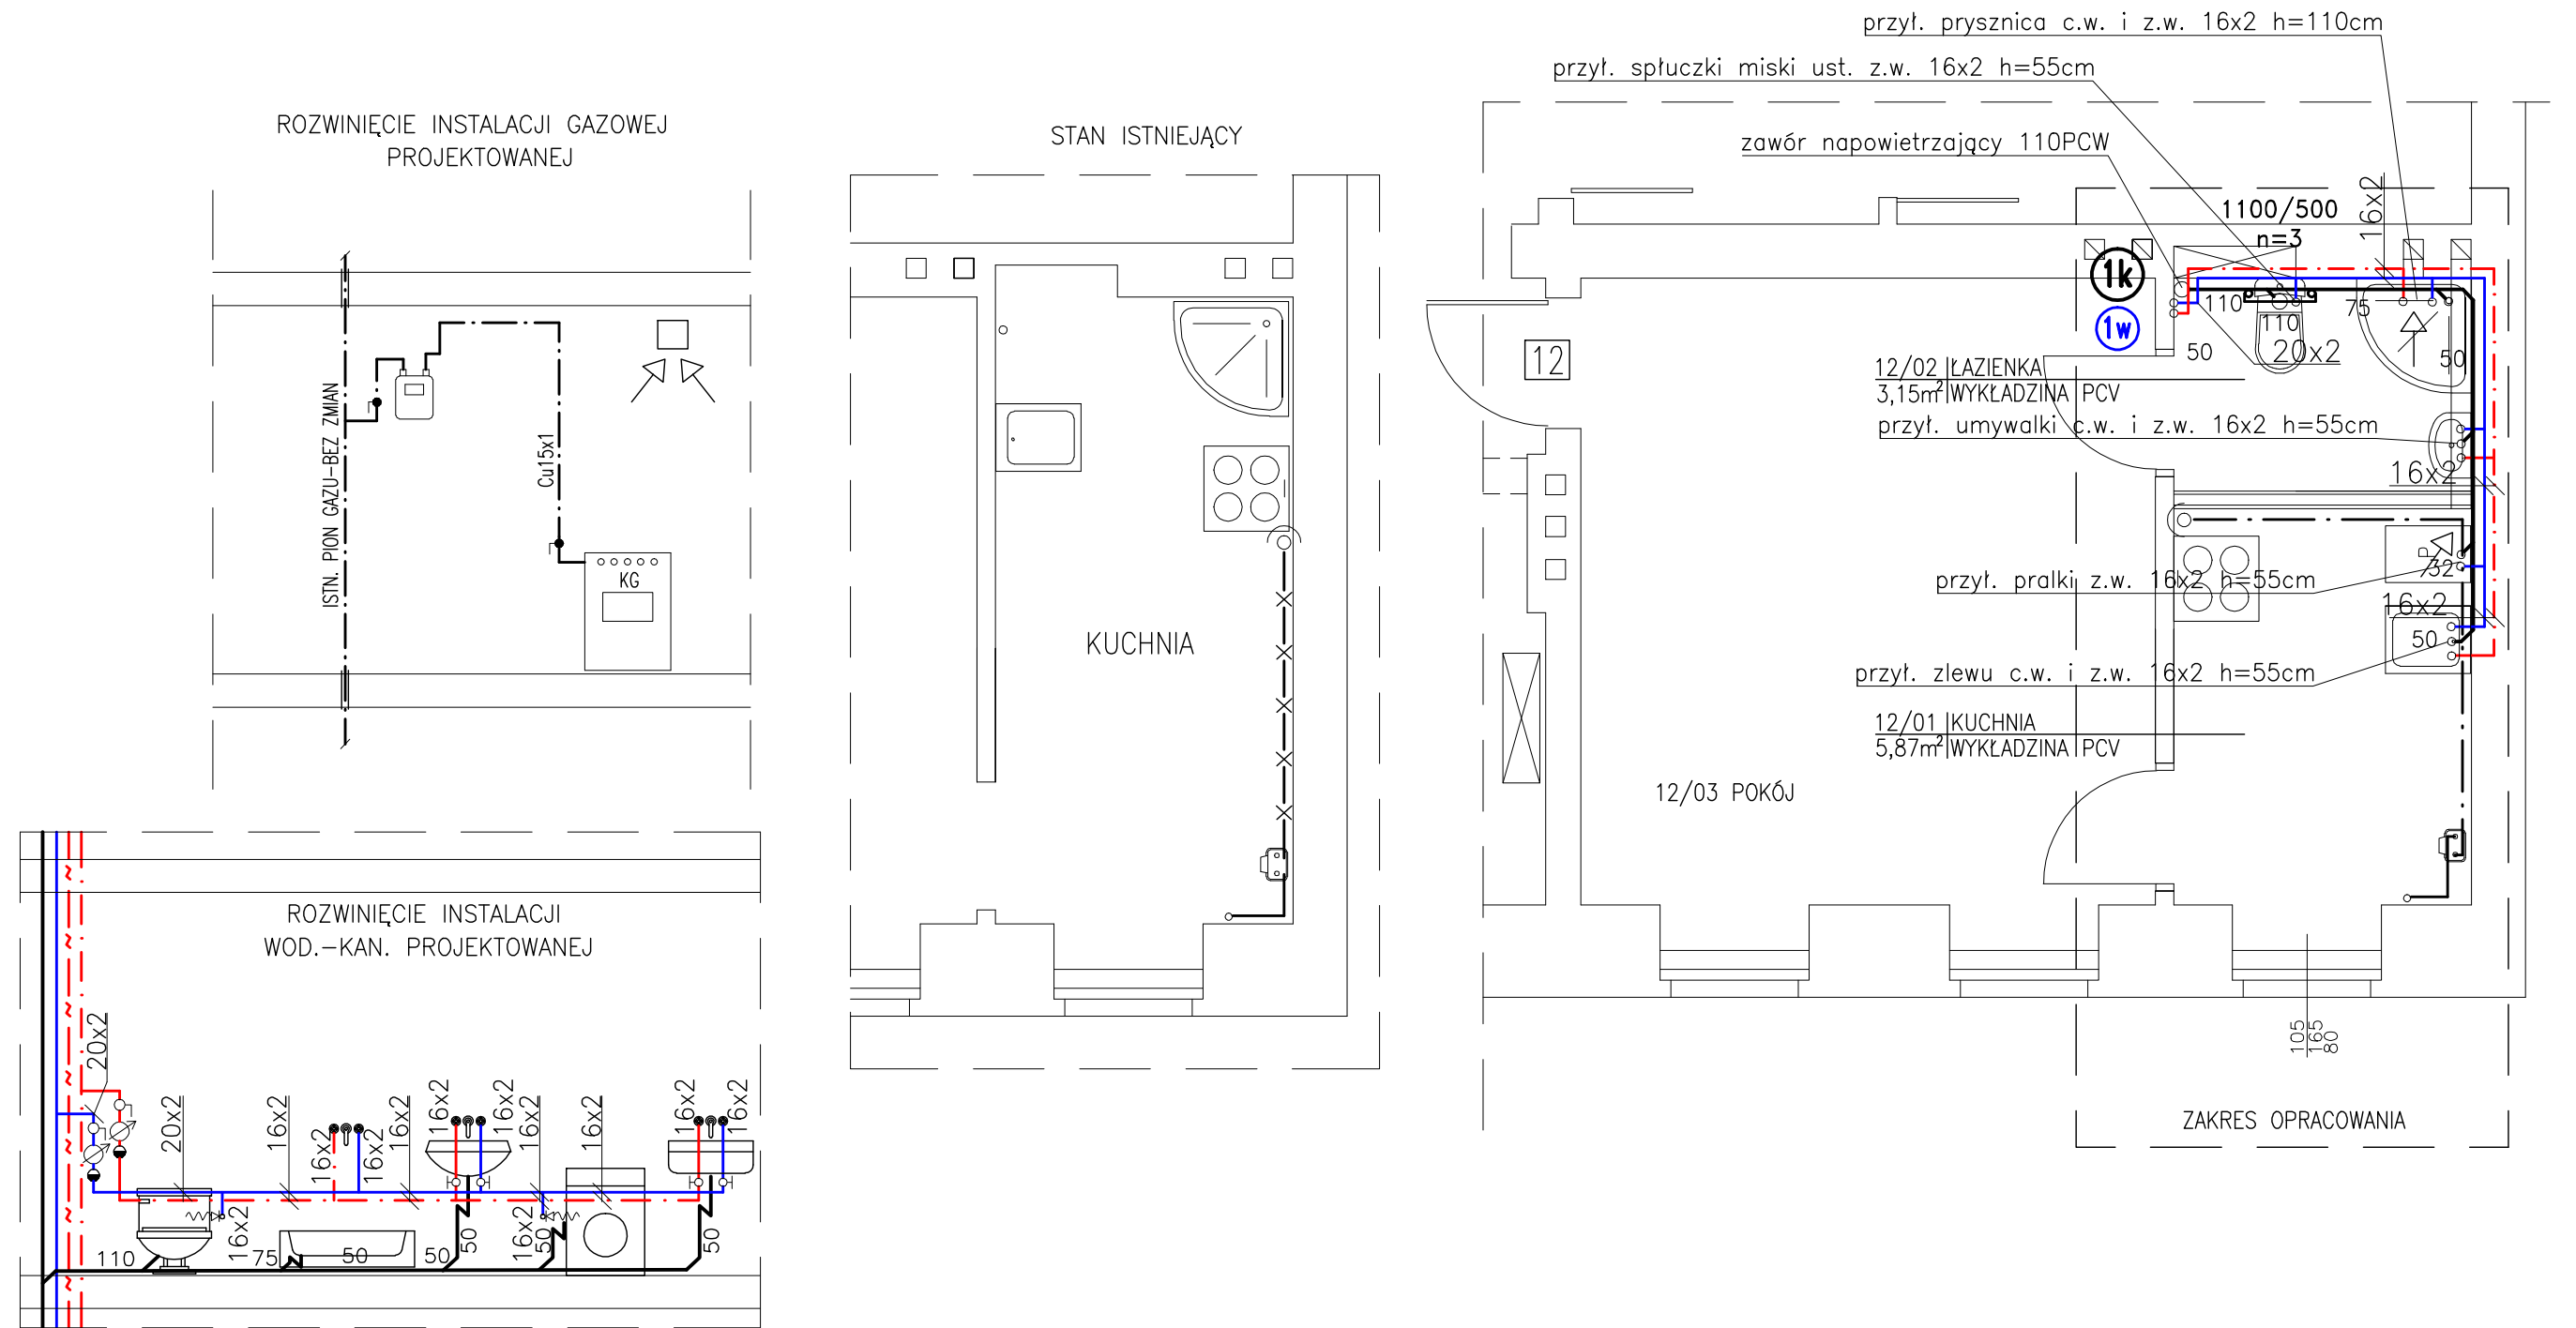 ROZWINIĘCIE INSTALACJI GAZOWEJ
PROJEKTOWANEJ
ISTN. PION GAZU-BEZ ZMIAN
Cu15x1
KG
STAN ISTNIEJĄCY
KUCHNIA
przył. prysznica c.w. i z.w. 16x2 h=110cm
przył. spłuczki miski ust. z.w. 16x2 h=55cm
zawór napowietrzający 110PCW
16x2
1100/500
n=3
1k
1w
110
110
75
50
20x2
50
12
12/02 ŁAZIENKA
3,15m² WYKŁADZINA PCV
przył. umywalki c.w. i z.w. 16x2 h=55cm
16x2
P
32
przył. pralki z.w. 16x2 h=55cm
16x2
50
przył. zlewu c.w. i z.w. 16x2 h=55cm
12/01 KUCHNIA
5,87m² WYKŁADZINA PCV
12/03 POKÓJ
105
165
80
ZAKRES OPRACOWANIA
ROZWINIĘCIE INSTALACJI
WOD.-KAN. PROJEKTOWANEJ
20x2
20x2
16x2
16x2
16x2
16x2
16x2
16x2
16x2
16x2
16x2
16x2
16x2
16x2
110
75
50
50
50
50
50